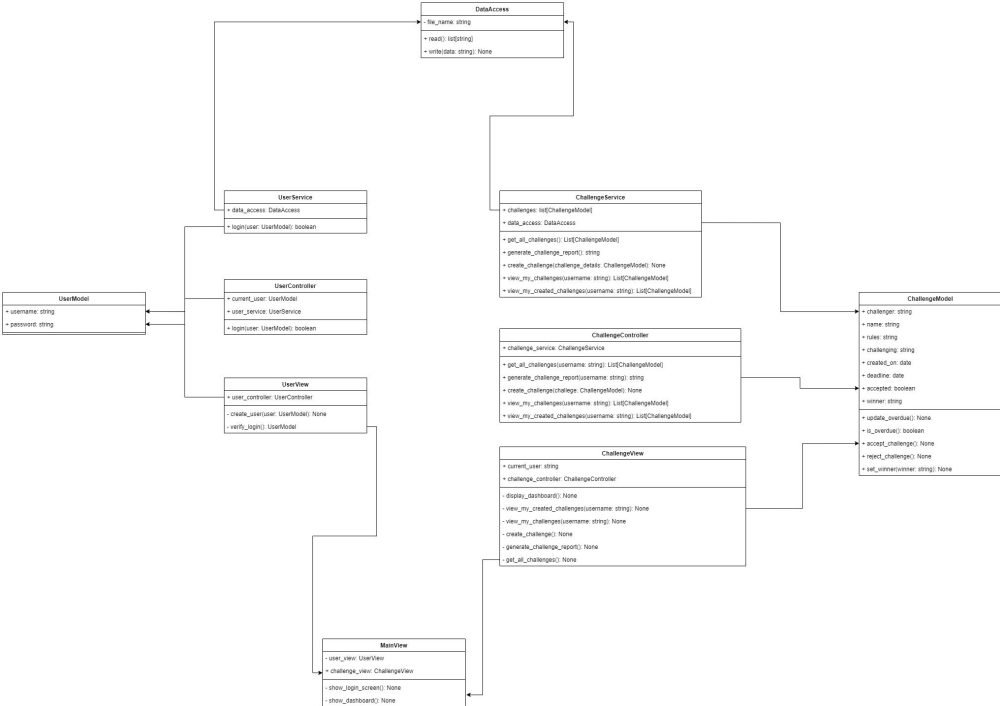 DataAccess
- file_name: string
+ read(): list[string]
+ write(data: string): None
UserService
+ data_access: DataAccess
+ login(user: UserModel): boolean
ChallengeService
+ challenges: list[ChallengeModel]
+ data_access: DataAccess
+ get_all_challenges(): List[ChallengeModel]
+ generate_challenge_report(): string
+ create_challenge(challenge_details: ChallengeModel): None
+ view_my_challenges(username: string): List[ChallengeModel]
+ view_my_created_challenges(username: string): List[ChallengeModel]
UserController
+ current_user: UserModel
+ user_service: UserService
+ login(user: UserModel): boolean
UserModel
+ username: string
+ password: string
ChallengeModel
+ challenger: string
+ name: string
+ rules: string
+ challenging: string
+ created_on: date
+ deadline: date
+ accepted: boolean
+ winner: string
+ update_overdue(): None
+ is_overdue(): boolean
+ accept_challenge(): None
+ reject_challenge(): None
+ set_winner(winner: string): None
ChallengeController
+ challenge_service: ChallengeService
+ get_all_challenges(username: string): List[ChallengeModel]
+ generate_challenge_report(username: string): string
+ create_challenge(challege: ChallengeModel): None
+ view_my_challenges(username: string): List[ChallengeModel]
+ view_my_created_challenges(username: string): List[ChallengeModel]
UserView
+ user_controller: UserController
- create_user(user: UserModel): None
- verify_login(): UserModel
ChallengeView
+ current_user: string
+ challenge_controller: ChallengeController
- display_dashboard(): None
- view_my_created_challenges(username: string): None
- view_my_challenges(username: string): None
- create_challenge(): None
- generate_challenge_report(): None
- get_all_challenges(): None
MainView
- user_view: UserView
+ challenge_view: ChallengeView
- show_login_screen(): None
- show_dashboard(): None